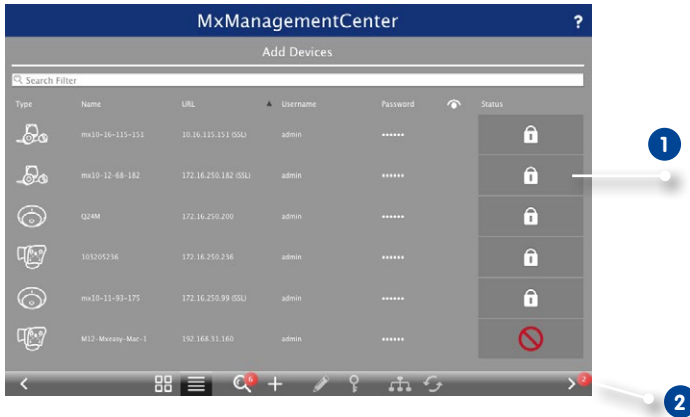 MxManagementCenter ?
Add Devices
Search Filter
Type Name URL Username Password Status
mx10-16-115-151 10.16.115.151 (SSL) admin ••••••
1
mx10-12-68-182 172.16.250.182 (SSL) admin ••••••
Q24M 172.16.250.200 admin ••••••
103205236 172.16.250.236 admin ••••••
mx10-11-93-175 172.16.250.99 (SSL) admin ••••••
M12-Mxeasy-Mac-1 192.168.31.160 admin ••••••
6 2
2